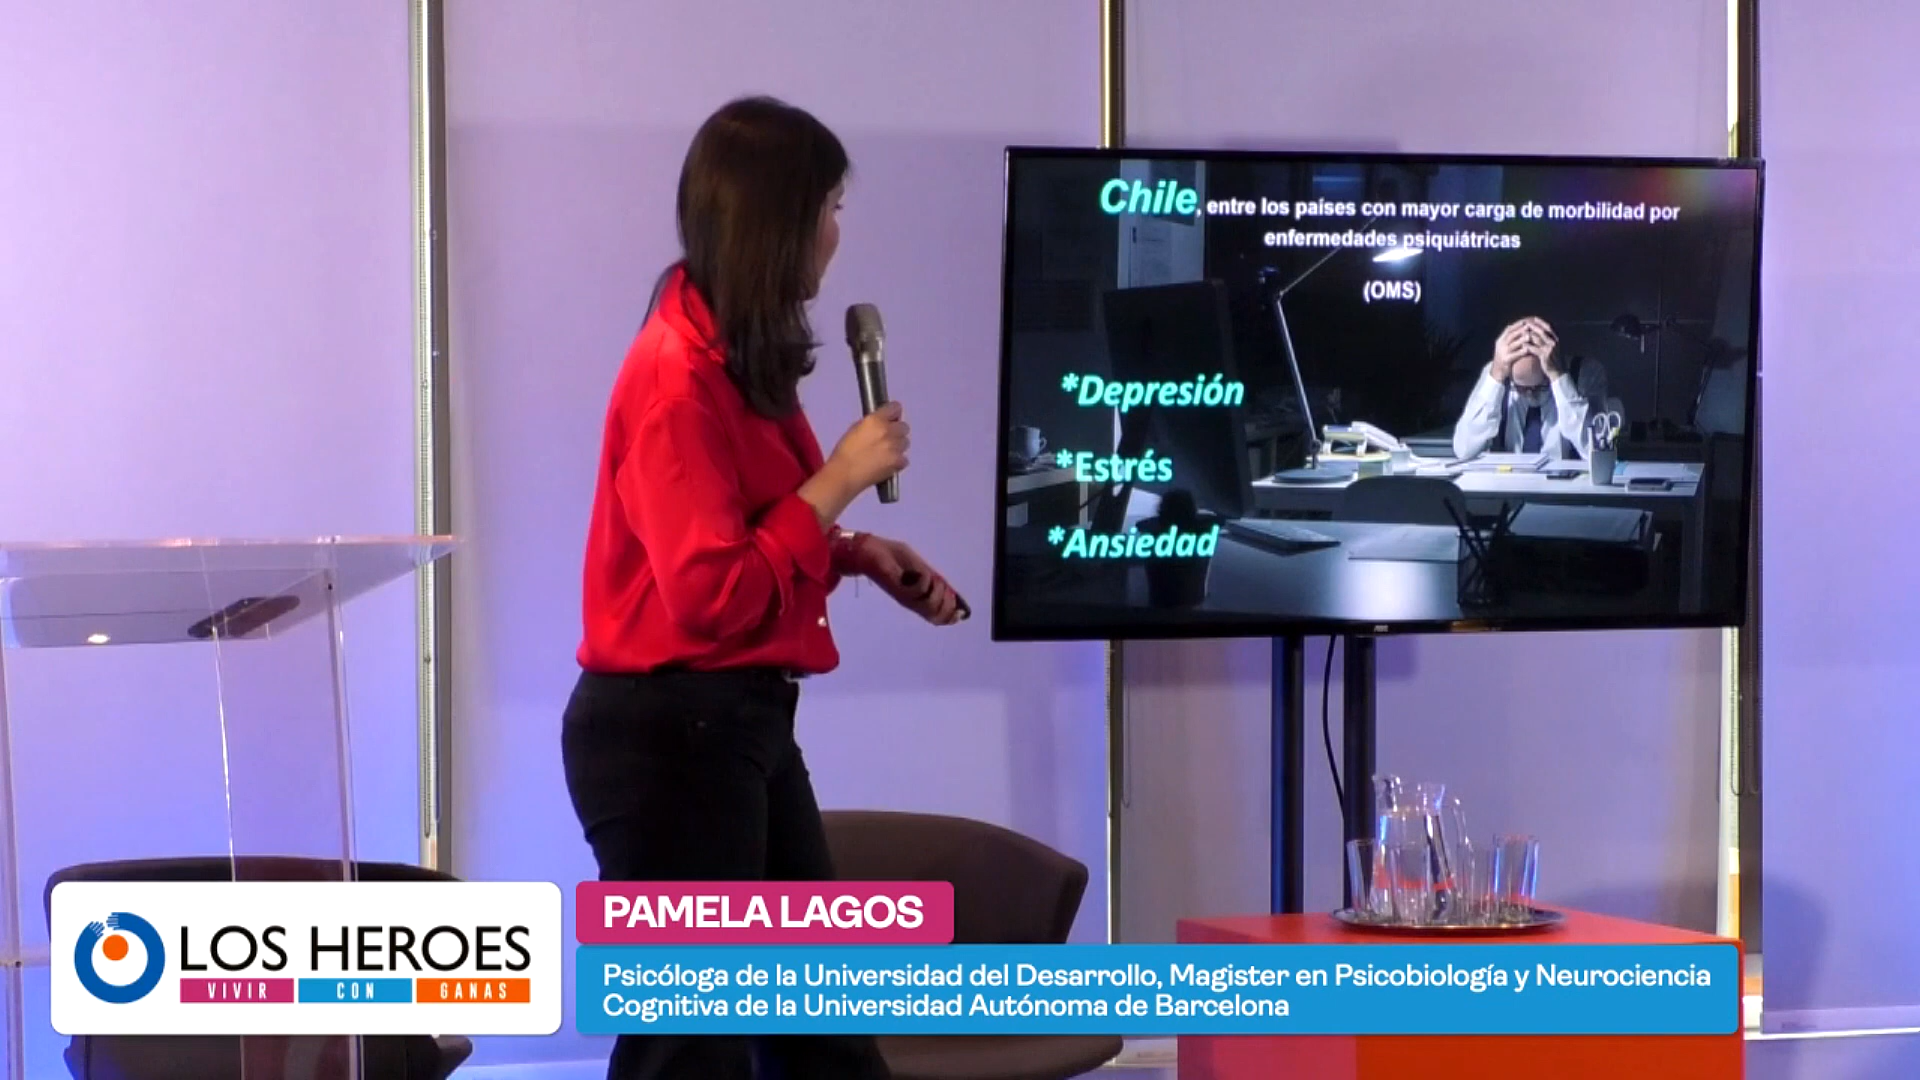 Chile, entre los países con mayor carga de morbilidad por
enfermedades psiquiátricas
(OMS)
*Depresión
*Estrés
*Ansiedad
LOS HEROES
VIVIR CON GANAS
PAMELA LAGOS
Psicóloga de la Universidad del Desarrollo, Magister en Psicobiología y Neurociencia
Cognitiva de la Universidad Autónoma de Barcelona